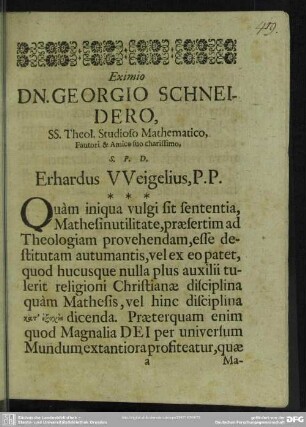 419.
Eximio
DN. GEORGIO SCHNEI-
DERO,
SS. Theol. Studioso Mathematico,
Fautori & Amico suo charissimo,
S. P. D.
Erhardus VVeigelius, P. P.
* * *
Quàm iniqua vulgi sit sententia,
Mathesin utilitate, præsertim ad
Theologiam provehendam, esse de-
stitutam autumantis, vel ex eo patet,
quod hucusque nulla plus auxilii tu-
lerit religioni Christianæ disciplina
quàm Mathesis, vel hinc disciplina
κατ' ἐξοχὴν dicenda. Præterquam enim
quod Magnalia DEI per universum
Mundum extantiora profiteatur, quæ
a Ma-